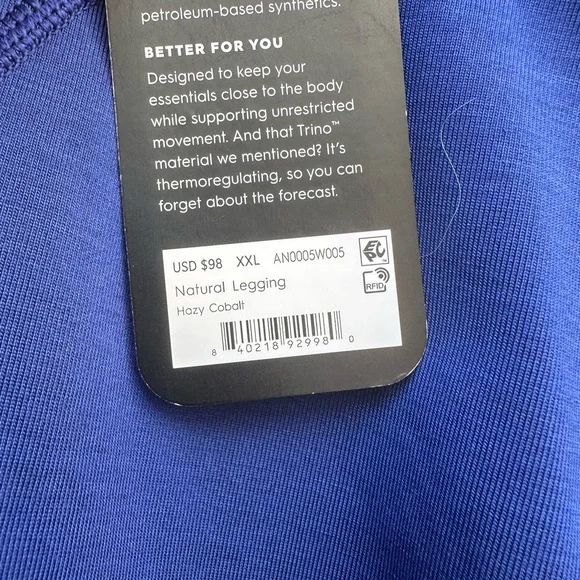 petroleum-based synthetics.
BETTER FOR YOU
Designed to keep your
essentials close to the body
while supporting unrestricted
movement. And that Trino™
material we mentioned? It's
thermoregulating, so you can
forget about the forecast.
USD $98 XXL AN0005W005
EPC™
Natural Legging
RFID
Hazy Cobalt
8 40218 92998 0